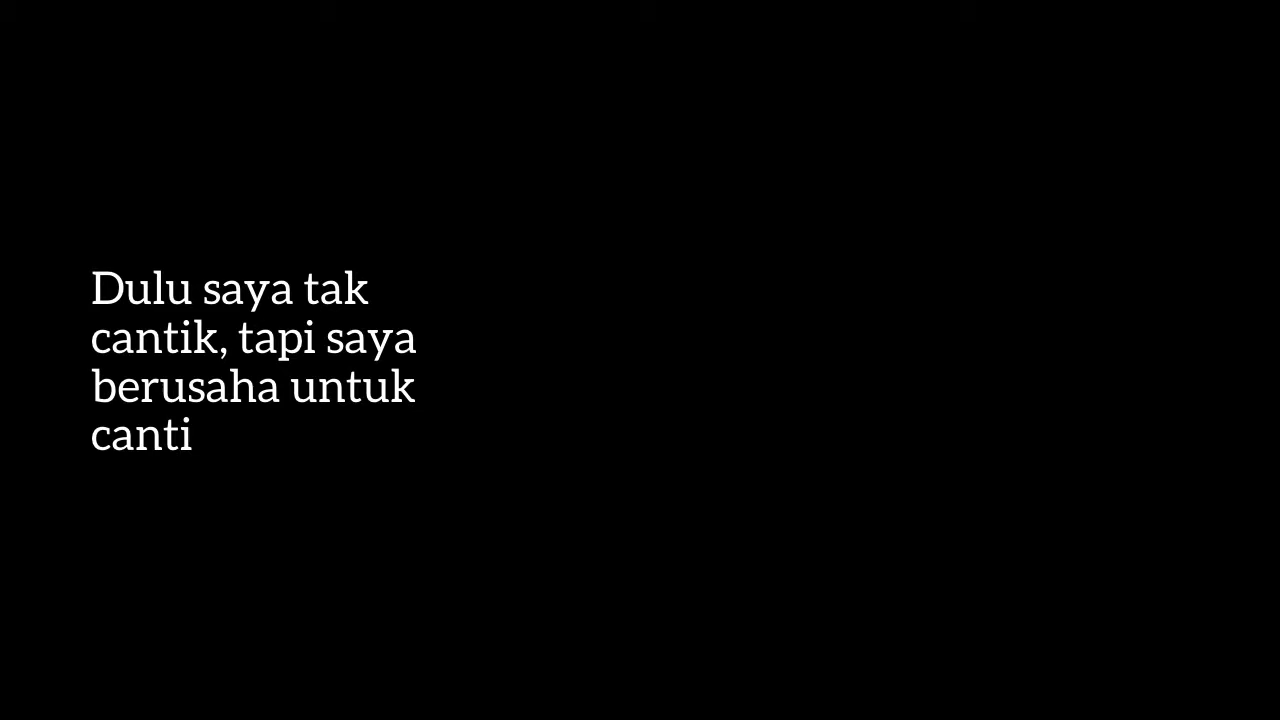 Dulu saya tak
cantik, tapi saya
berusaha untuk
canti